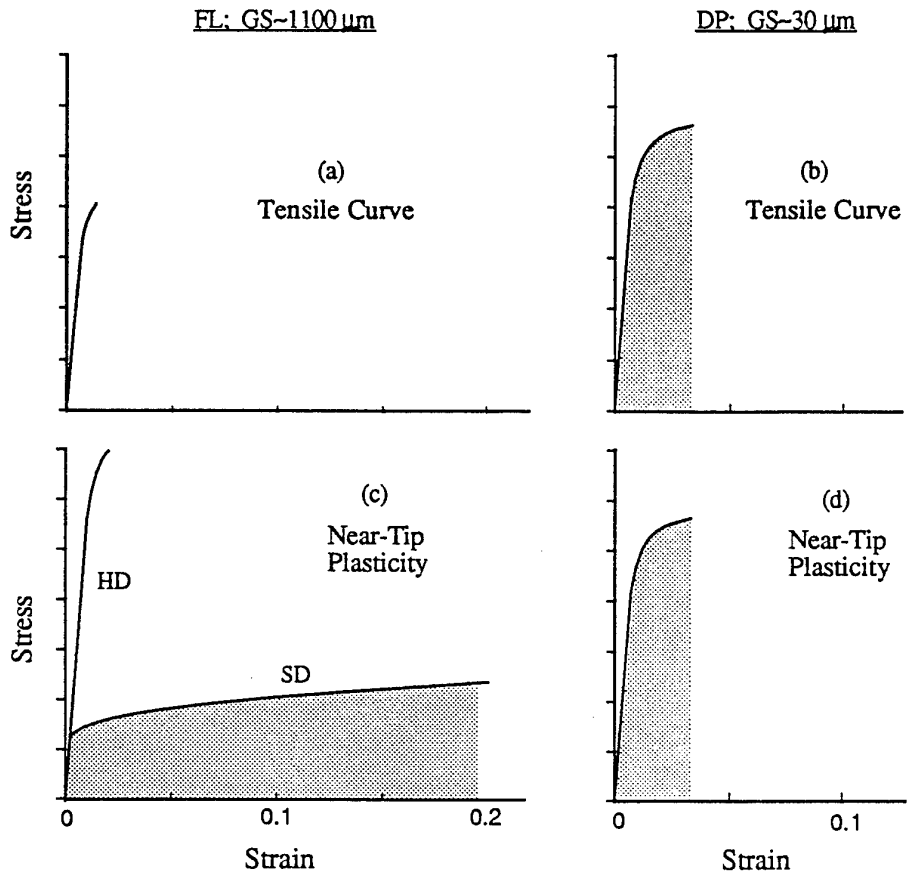 FL; GS~1100 µm
DP; GS~30 µm
(a)
Tensile Curve
Stress
(b)
Tensile Curve
(c)
Near-Tip
Plasticity
HD
SD
Stress
0
0.1
0.2
Strain
(d)
Near-Tip
Plasticity
0
0.1
Strain